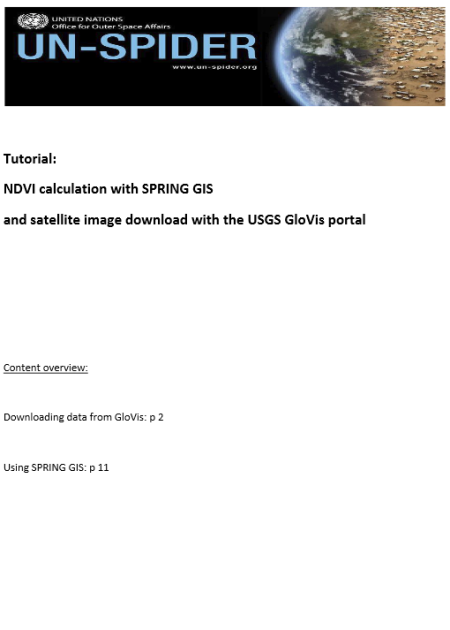 UNITED NATIONS
Office for Outer Space Affairs
UN-SPIDER
www.un-spider.org
Tutorial:
NDVI calculation with SPRING GIS
and satellite image download with the USGS GloVis portal
Content overview:
Downloading data from GloVis: p 2
Using SPRING GIS: p 11